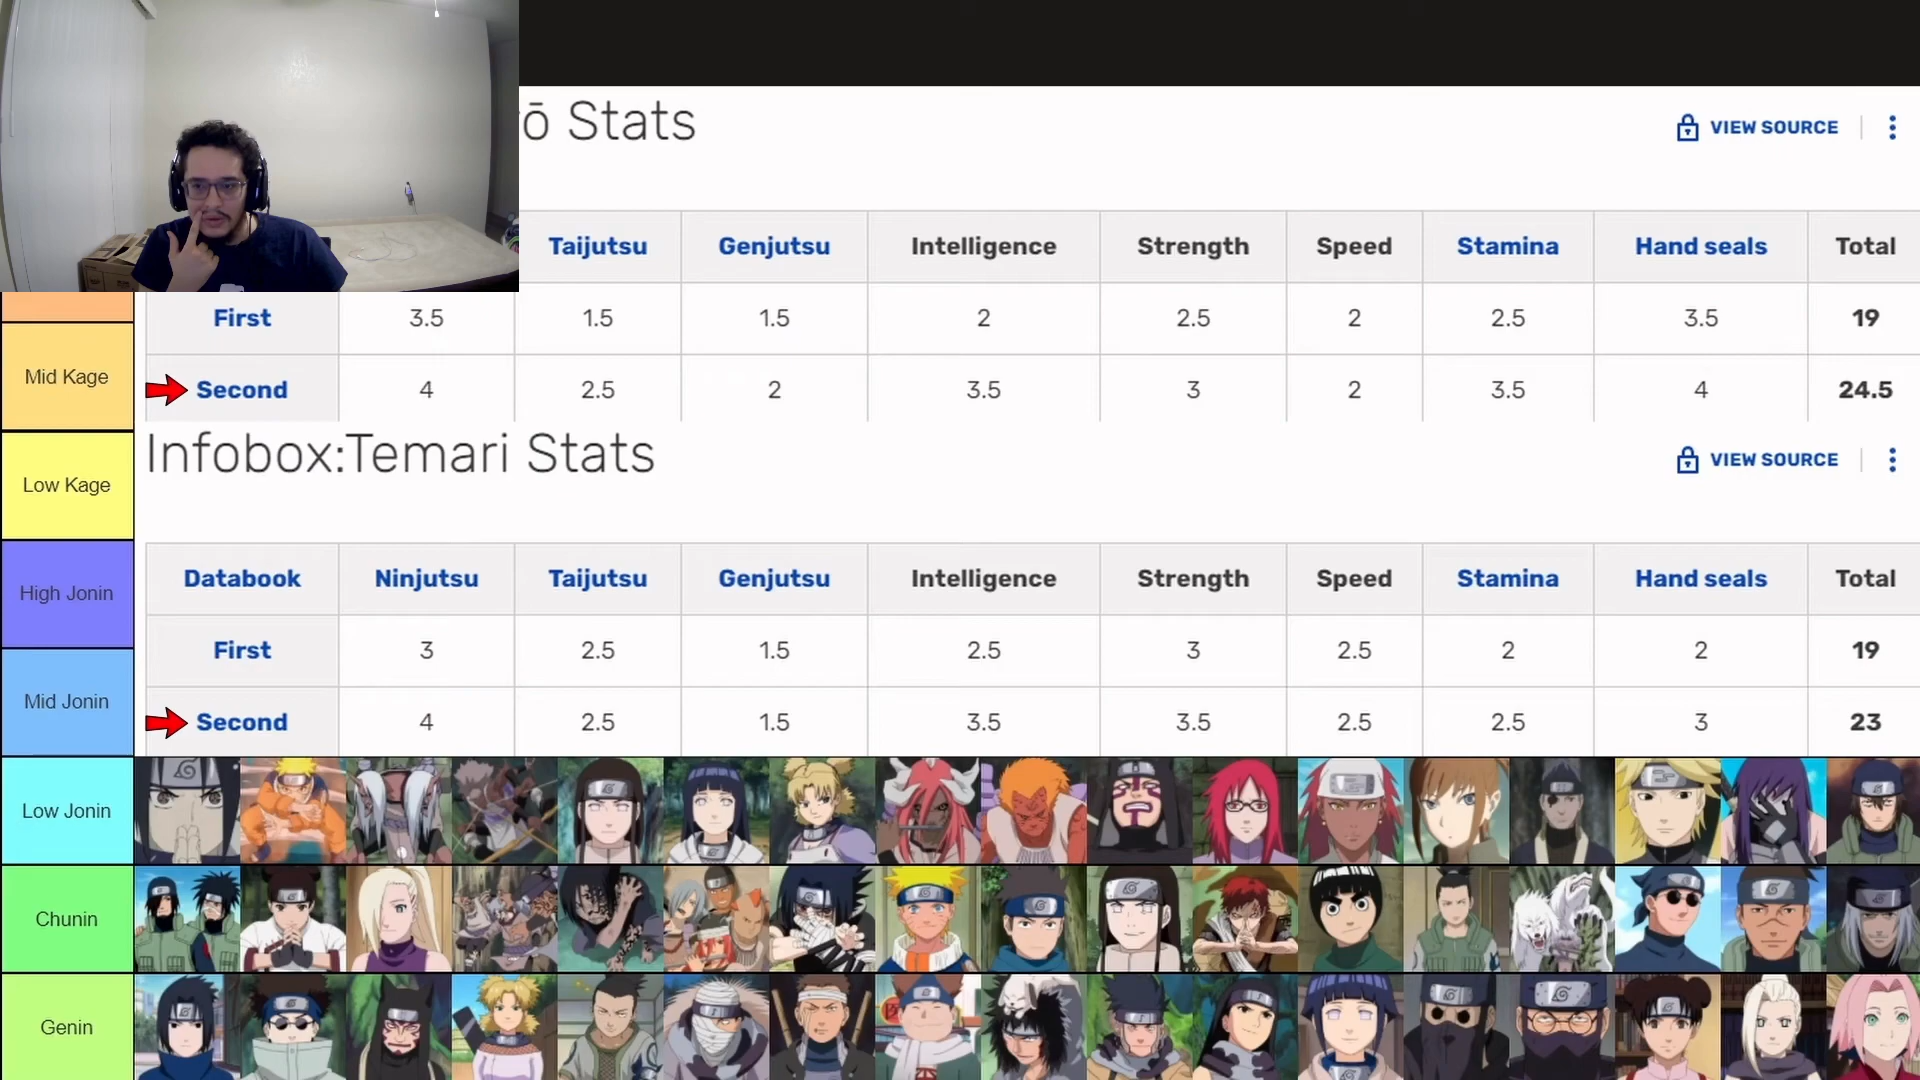 ō Stats
VIEW SOURCE
Taijutsu Genjutsu Intelligence Strength Speed Stamina Hand seals Total
First 3.5 1.5 1.5 2 2.5 2 2.5 3.5 19
Mid Kage
Second 4 2.5 2 3.5 3 2 3.5 4 24.5
Infobox:Temari Stats
VIEW SOURCE
Low Kage
Databook Ninjutsu Taijutsu Genjutsu Intelligence Strength Speed Stamina Hand seals Total
High Jonin
First 3 2.5 1.5 2.5 3 2.5 2 2 19
Mid Jonin
Second 4 2.5 1.5 3.5 3.5 2.5 2.5 3 23
Low Jonin
Chunin
Genin